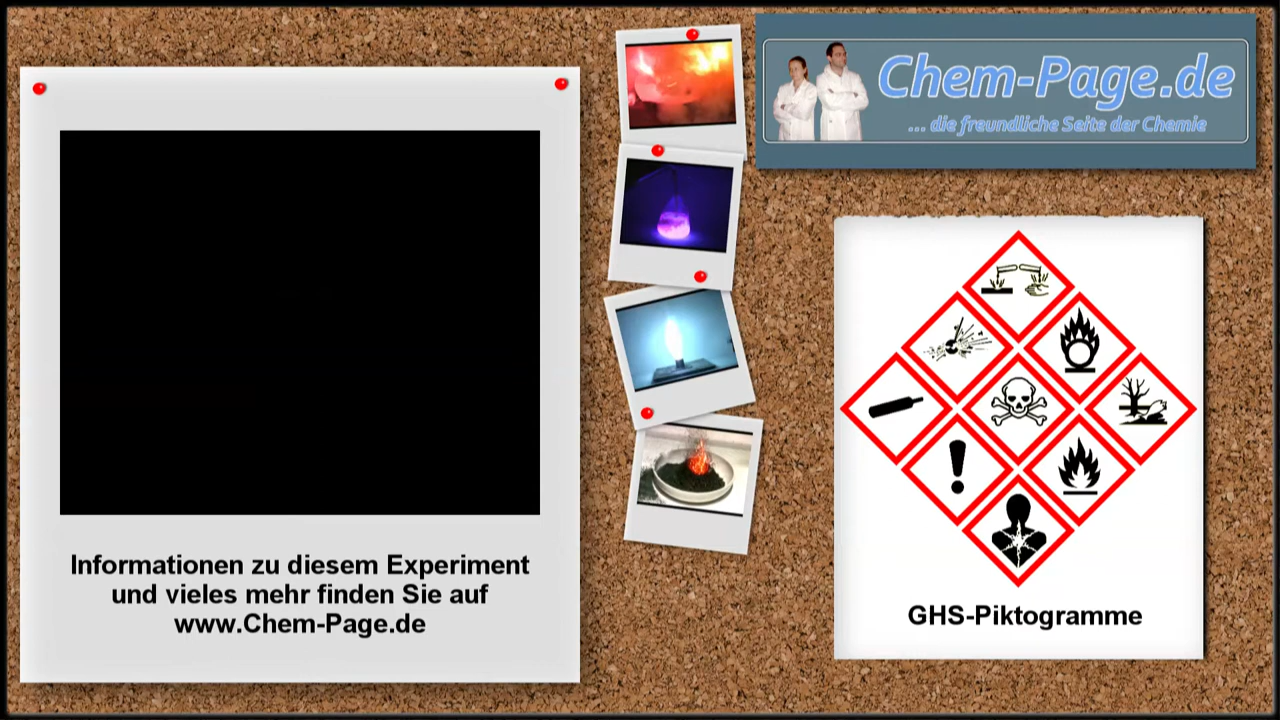 Chem-Page.de
... die freundliche Seite der Chemie
Informationen zu diesem Experiment
und vieles mehr finden Sie auf
www.Chem-Page.de
GHS-Piktogramme